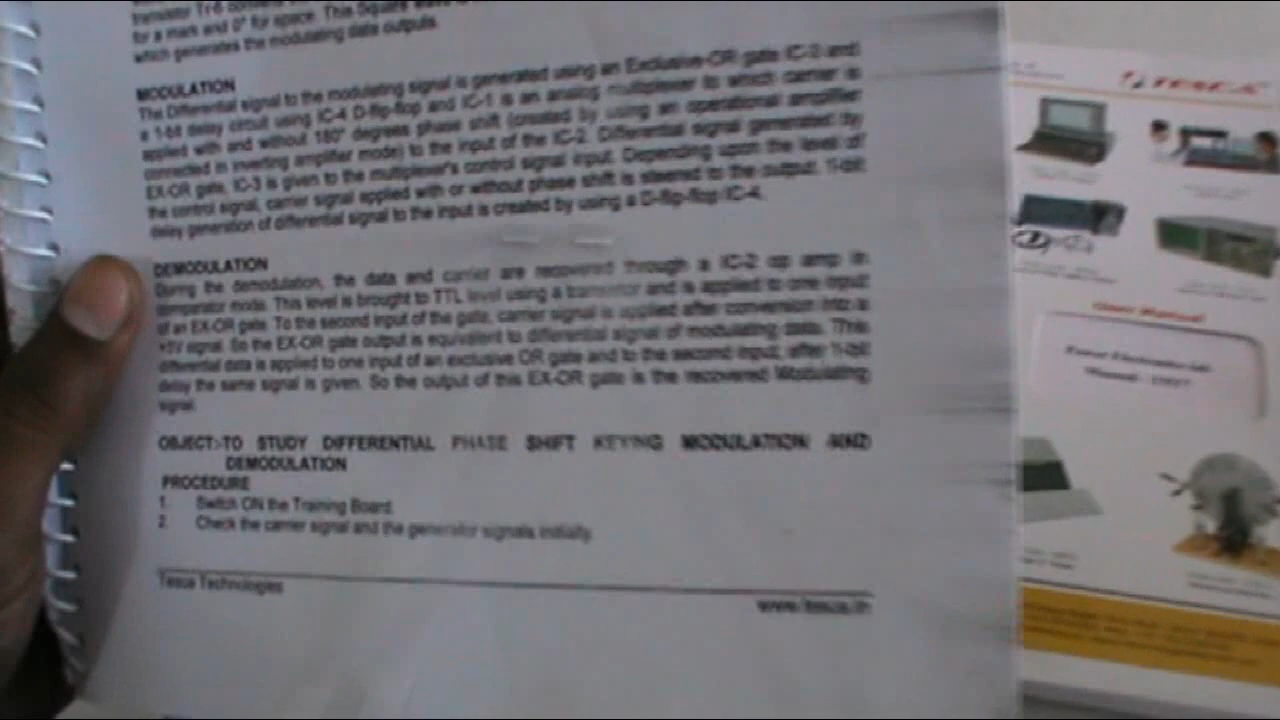 for a mark and 0° for space. This Square
which generates the modulating date outputs.
MODULATION
The Differential signal to the modulating signal is generated using an Exclusive-OR gate IC-3 and
a 1-bit delay circuit using IC-4 D-flip-flop and IC-1 is an analog multiplexer to which carrier is
applied with and without 180° degrees phase shift (created by using an operational amplifier
connected in inverting amplifier mode) to the input of the IC-2. Differential signal generated by
EX-OR gate, IC-3 is given to the multiplexer's control signal input. Depending upon the level of
the control signal, carrier signal applied with or without phase shift is steered to the output. 1-bit
delay generation of differential signal to the input is created by using a D-flip-flop IC-4.
DEMODULATION
During the demodulation, the data and carrier are recovered through a IC-2 op amp in
comperator mode. This level is brought to TTL level using a transistor and is applied to one input
of an EX-OR gate. To the second input of the gate, carrier signal is applied after conversion into a
+5V signal. So the EX-OR gate output is equivalent to differential signal of modulating data. This
differential data is applied to one input of an exclusive OR gate and to the second input, after 1-bit
delay the same signal is given. So the output of this EX-OR gate is the recovered Modulating
signal.
OBJECT:-TO STUDY DIFFERENTIAL PHASE SHIFT KEYING MODULATION AND
DEMODULATION
PROCEDURE
1. Switch ON the Training Board.
2. Check the carrier signal and the generator signals initially.
Tesca Technologies
www.tesca.in
TESCA
User Manual